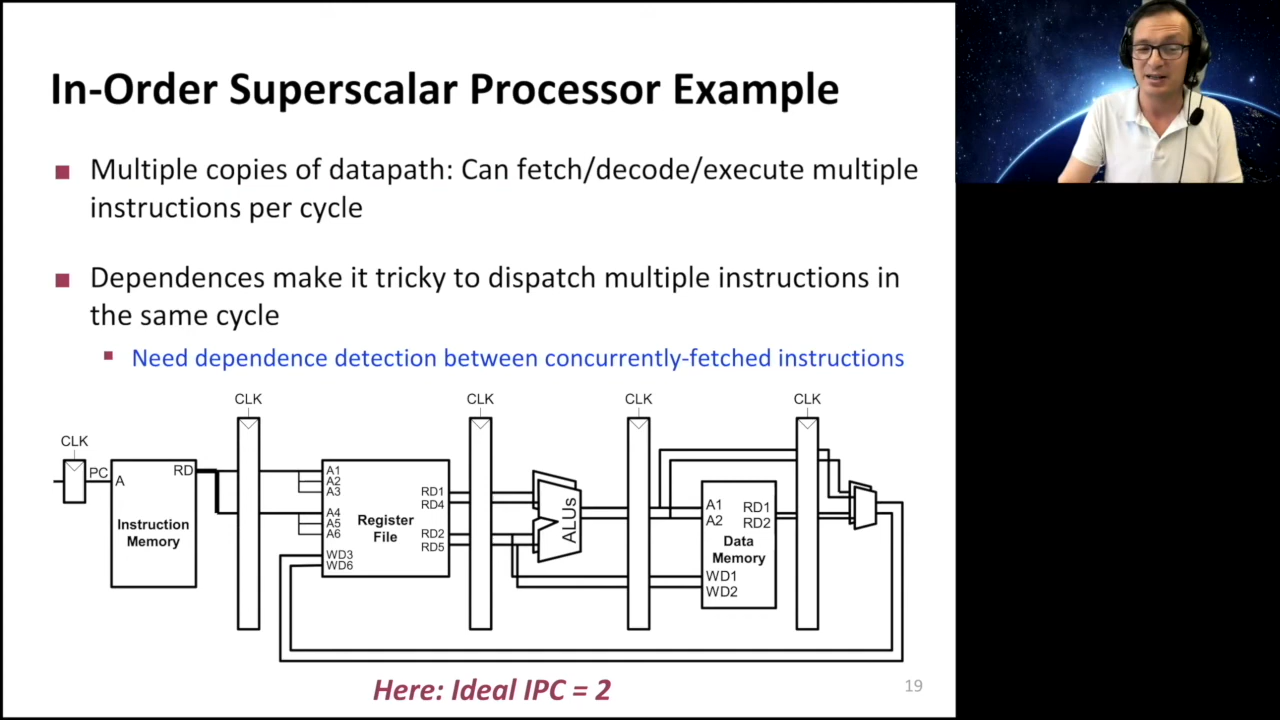 In-Order Superscalar Processor Example
Multiple copies of datapath: Can fetch/decode/execute multiple
instructions per cycle
Dependences make it tricky to dispatch multiple instructions in
the same cycle
Need dependence detection between concurrently-fetched instructions
CLK
CLK
CLK
CLK
CLK
PC
A
RD
Instruction
Memory
A1
A2
A3
A4
A5
A6
WD3
WD6
Register
File
RD1
RD4
RD2
RD5
ALUs
A1
A2
RD1
RD2
Data
Memory
WD1
WD2
Here: Ideal IPC = 2
19